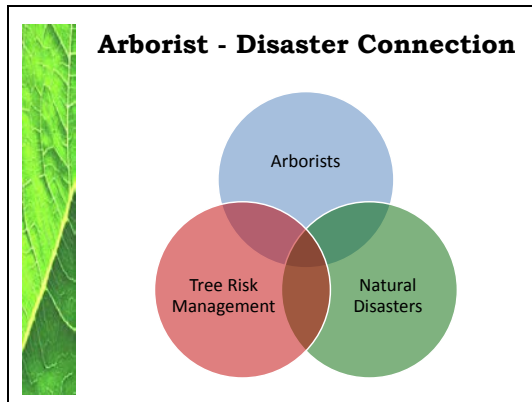 Arborist - Disaster Connection
Arborists
Tree Risk
Management
Natural
Disasters